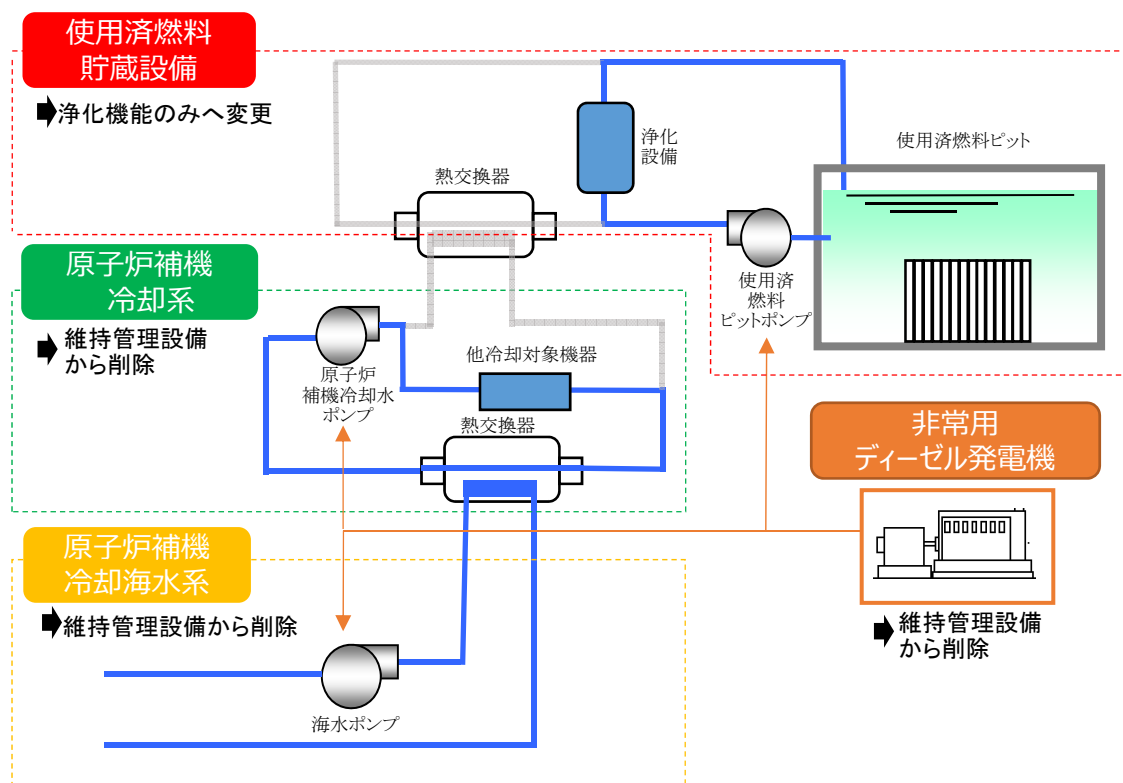 使用済燃料
貯蔵設備
浄化機能のみへ変更
浄化
設備
使用済燃料ピット
熱交換器
使用済
燃料
ピットポンプ
原子炉補機
冷却系
維持管理設備
から削除
原子炉
補機冷却水
ポンプ
他冷却対象機器
熱交換器
非常用
ディーゼル発電機
維持管理設備
から削除
原子炉補機
冷却海水系
維持管理設備から削除
海水ポンプ